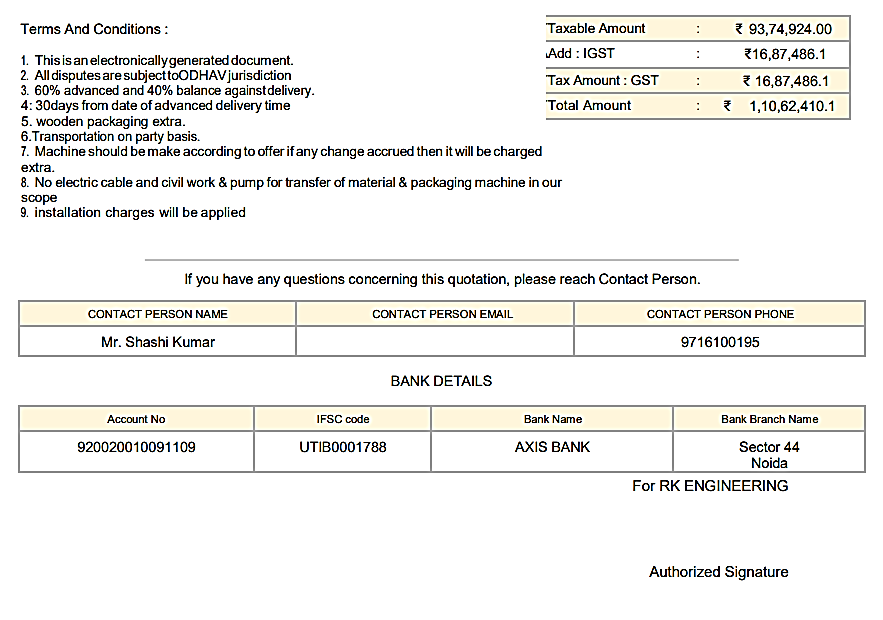 Terms And Conditions :
1. This is an electronically generated document.
2. All disputes are subject to ODHAV jurisdiction
3. 60% advanced and 40% balance against delivery.
4: 30days from date of advanced delivery time
5. wooden packaging extra.
6.Transportation on party basis.
7. Machine should be make according to offer if any change accrued then it will be charged
extra.
8. No electric cable and civil work & pump for transfer of material & packaging machine in our
scope
9. installation charges will be applied
Taxable Amount : ₹ 93,74,924.00
Add : IGST : ₹16,87,486.1
Tax Amount : GST : ₹ 16,87,486.1
Total Amount : ₹ 1,10,62,410.1
If you have any questions concerning this quotation, please reach Contact Person.
CONTACT PERSON NAME CONTACT PERSON EMAIL CONTACT PERSON PHONE
Mr. Shashi Kumar 9716100195
BANK DETAILS
Account No IFSC code Bank Name Bank Branch Name
920020010091109 UTIB0001788 AXIS BANK Sector 44
Noida
For RK ENGINEERING
Authorized Signature